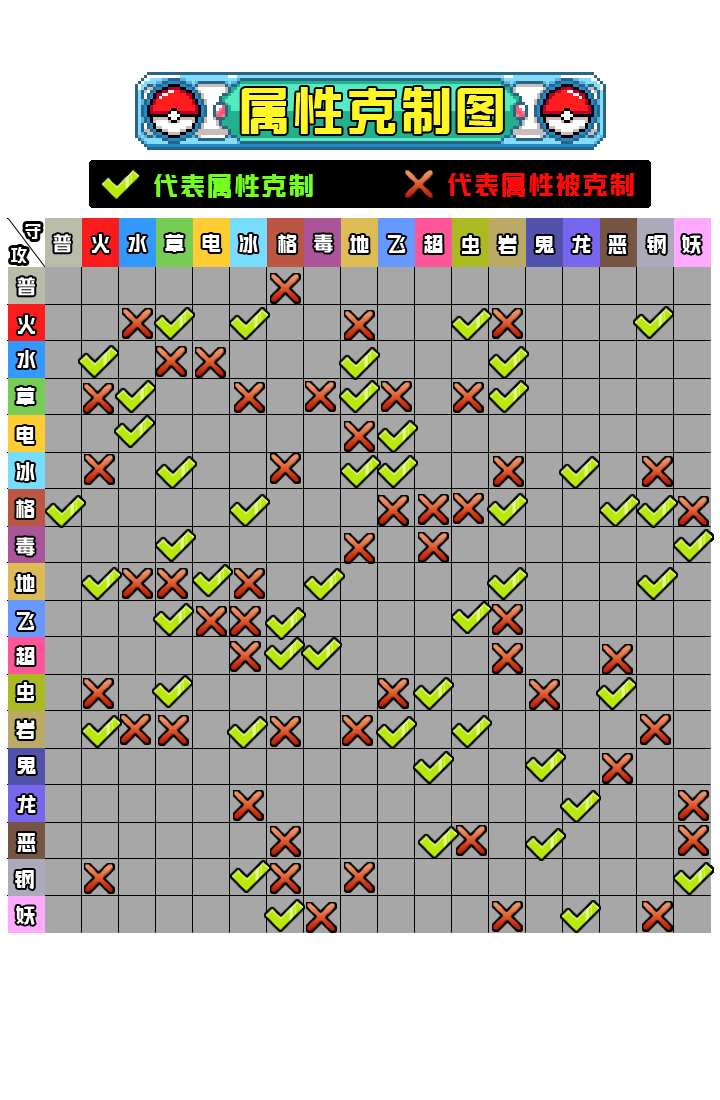 属性克制图
代表属性克制 代表属性被克制
守
攻
普 火 水 草 电 冰 格 毒 地 飞 超 虫 岩 鬼 龙 恶 钢 妖
普
火
水
草
电
冰
格
毒
地
飞
超
虫
岩
鬼
龙
恶
钢
妖